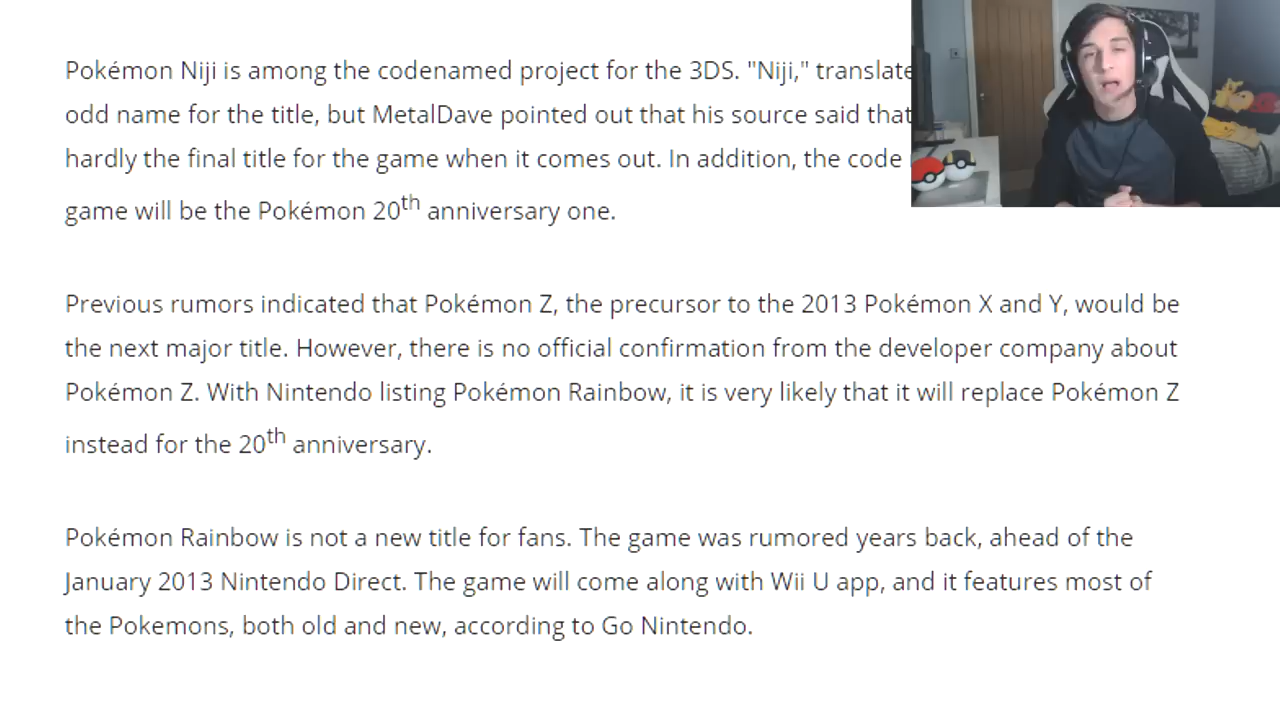 Pokémon Niji is among the codenamed project for the 3DS. "Niji," translate
odd name for the title, but MetalDave pointed out that his source said that
hardly the final title for the game when it comes out. In addition, the code
game will be the Pokémon 20th anniversary one.
Previous rumors indicated that Pokémon Z, the precursor to the 2013 Pokémon X and Y, would be
the next major title. However, there is no official confirmation from the developer company about
Pokémon Z. With Nintendo listing Pokémon Rainbow, it is very likely that it will replace Pokémon Z
instead for the 20th anniversary.
Pokémon Rainbow is not a new title for fans. The game was rumored years back, ahead of the
January 2013 Nintendo Direct. The game will come along with Wii U app, and it features most of
the Pokemons, both old and new, according to Go Nintendo.